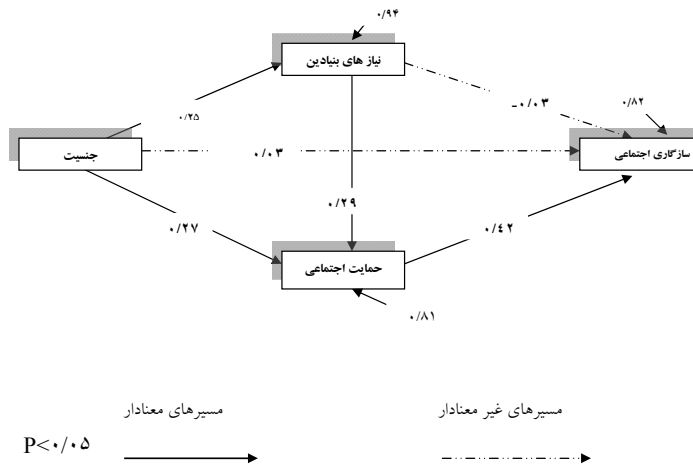 ۰/۹۴
نیاز های بنیادین
۰/۲۵
-۰/۰۳
۰/۸۲
جنسیت
۰/۰۳
سازگاری اجتماعی
۰/۲۷
۰/۲۹
۰/٤۲
حمایت اجتماعی
۰/۸۱
مسیرهای معنادار
مسیرهای غیر معنادار
P<۰/۰۵